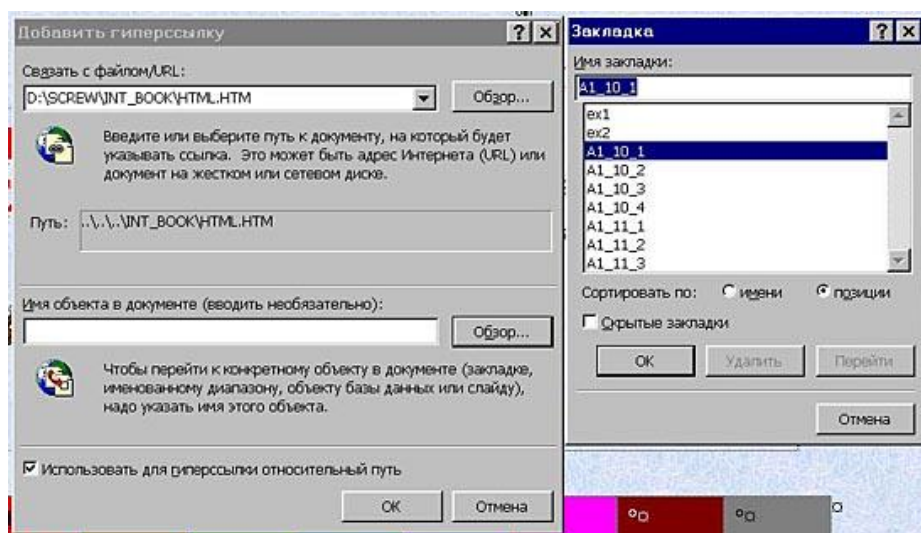 Добавить гиперссылку
Связать с файлом/URL:
D:\SCREW\INT_BOOK\HTML.HTM
Обзор...
Введите или выберите путь к документу, на который будет
указывать ссылка. Это может быть адрес Интернета (URL) или
документ на жестком или сетевом диске.
Путь: ..\..\..\INT_BOOK\HTML.HTM
Имя объекта в документе (вводить необязательно):
Обзор...
Чтобы перейти к конкретному объекту в документе (закладке,
именованному диапазону, объекту базы данных или слайду),
надо указать имя этого объекта.
Использовать для гиперссылки относительный путь
ОК Отмена
Закладка
Имя закладки:
A1_10_1
ex1
ex2
A1_10_1
A1_10_2
A1_10_3
A1_10_4
A1_11_1
A1_11_2
A1_11_3
Сортировать по: имени позиции
Скрытые закладки
ОК Удалить Перейти
Отмена